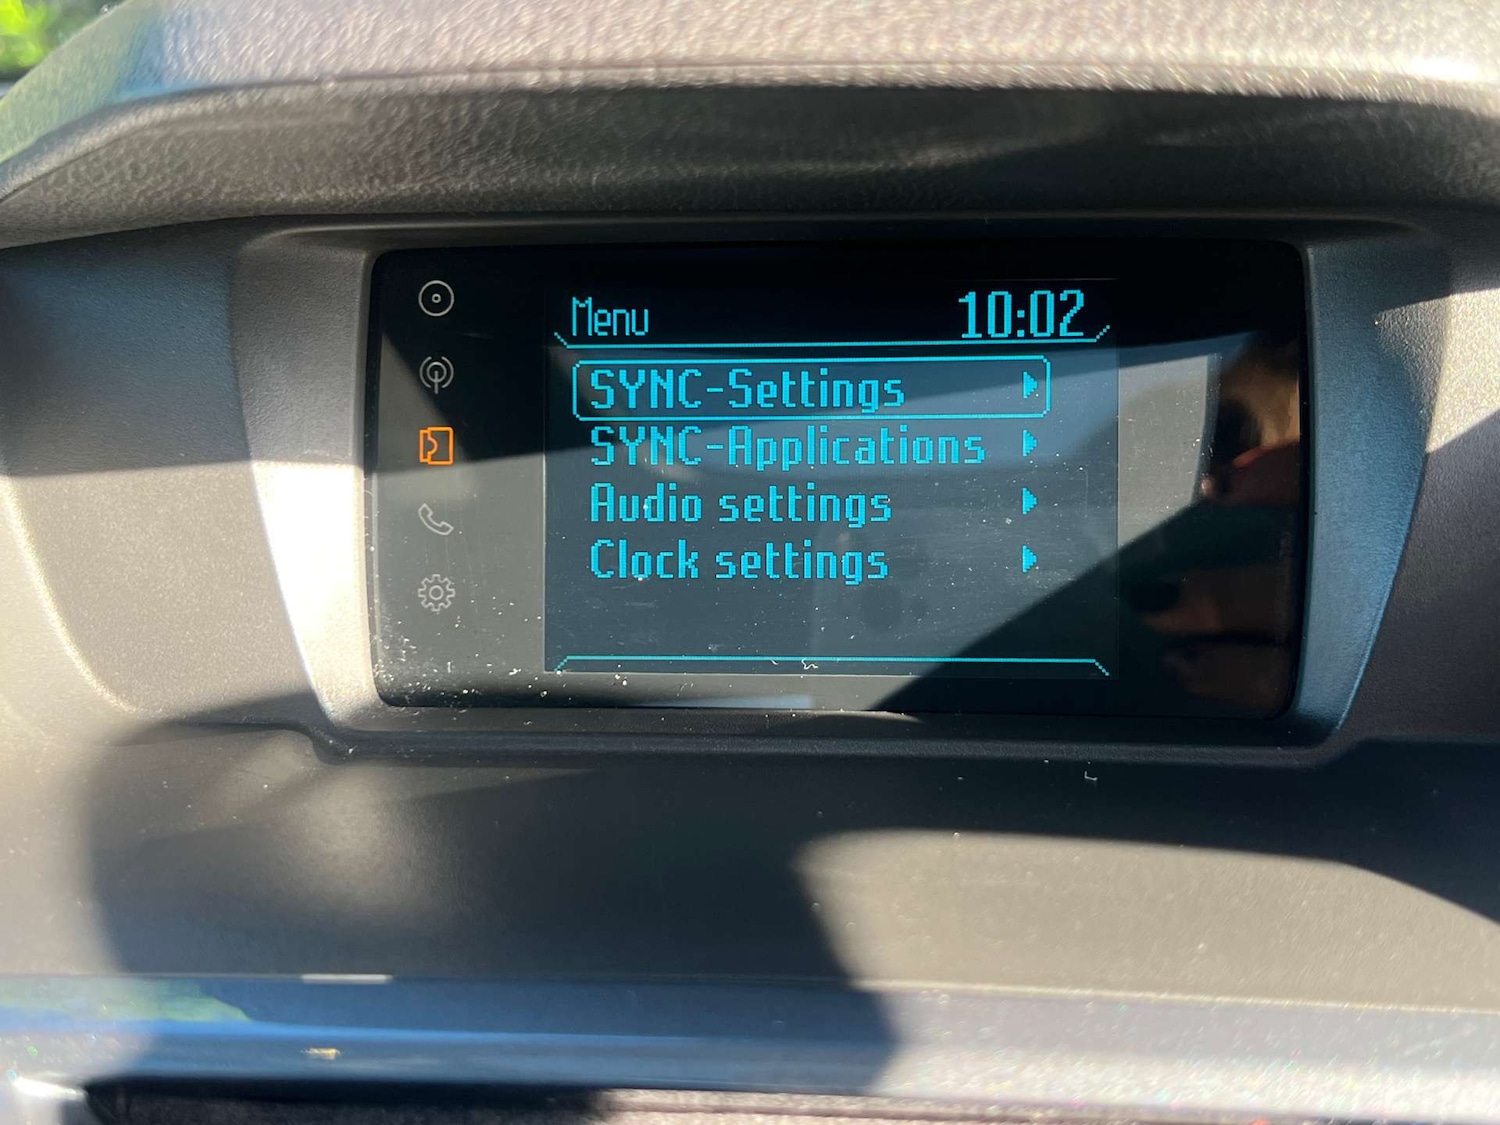 Menu 10:02
SYNC-Settings
SYNC-Applications
Audio settings
Clock settings